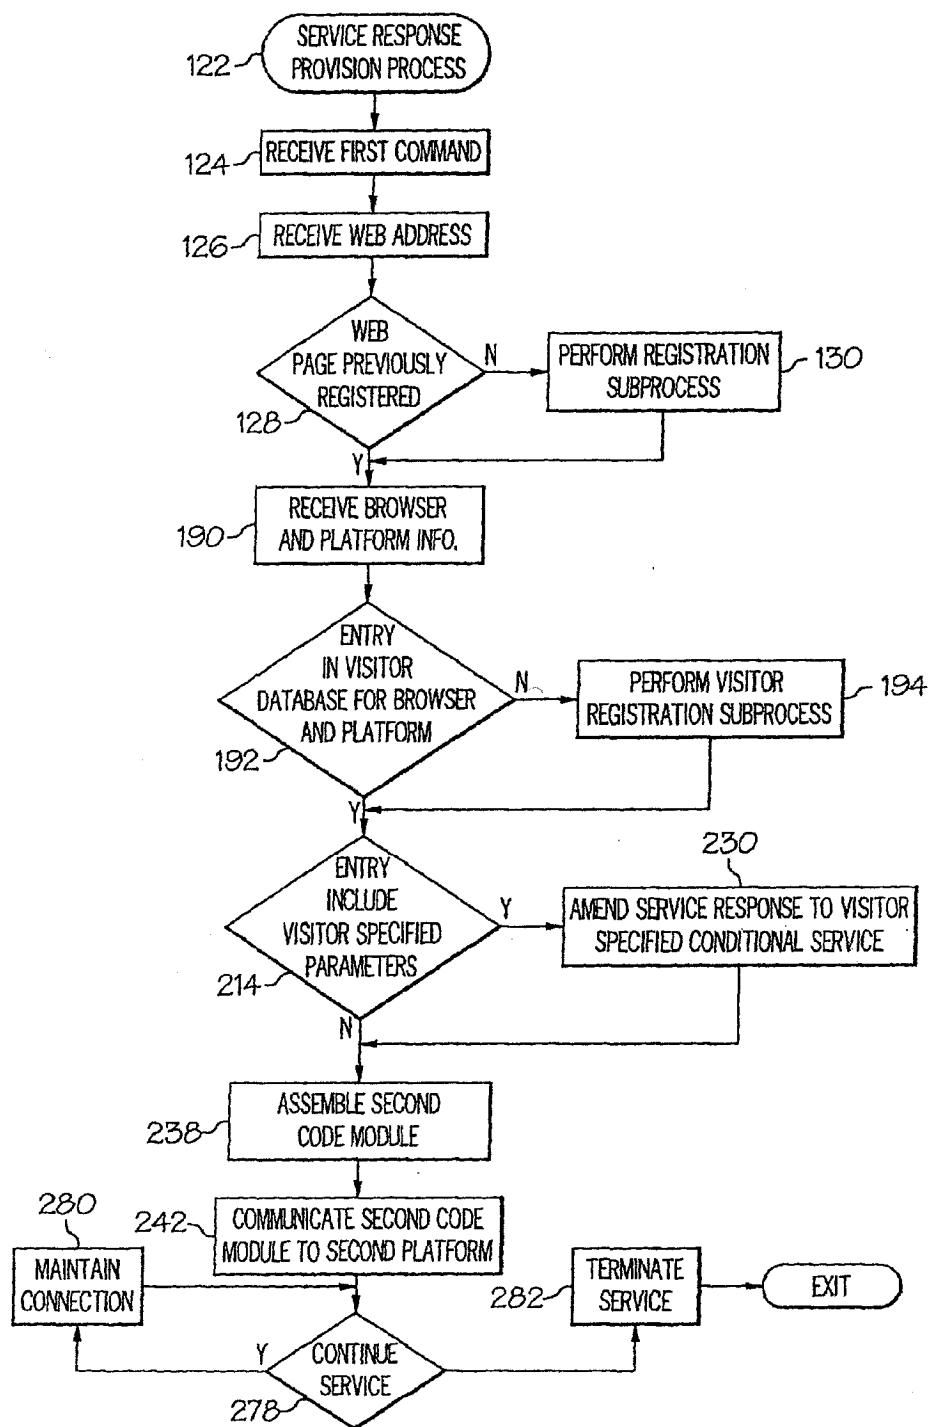 SERVICE RESPONSE
PROVISION PROCESS
122
RECEIVE FIRST COMMAND
124
RECEIVE WEB ADDRESS
126
WEB
PAGE PREVIOUSLY
REGISTERED
128
N
PERFORM REGISTRATION
SUBPROCESS
130
Y
RECEIVE BROWSER
AND PLATFORM INFO.
190
ENTRY
IN VISITOR
DATABASE FOR BROWSER
AND PLATFORM
192
N
PERFORM VISITOR
REGISTRATION SUBPROCESS
194
Y
ENTRY
INCLUDE
VISITOR SPECIFIED
PARAMETERS
214
Y
230
AMEND SERVICE RESPONSE TO VISITOR
SPECIFIED CONDITIONAL SERVICE
N
ASSEMBLE SECOND
CODE MODULE
238
COMMUNICATE SECOND CODE
MODULE TO SECOND PLATFORM
242
280
MAINTAIN
CONNECTION
Y
CONTINUE
SERVICE
278
TERMINATE
SERVICE
282
EXIT